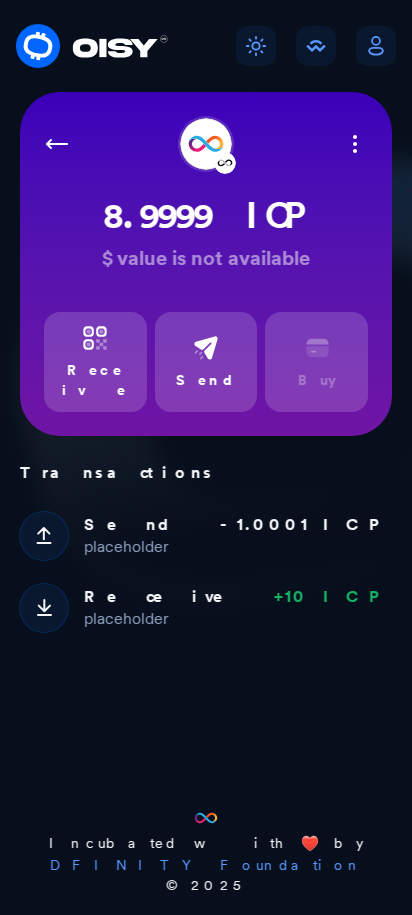 OISY
8.9999 ICP
$ value is not available
Receive
Send
Buy
Transactions
Send -1.0001 ICP
placeholder
Receive +10 ICP
placeholder
Incubated with ❤️ by
DFINITY Foundation
© 2025